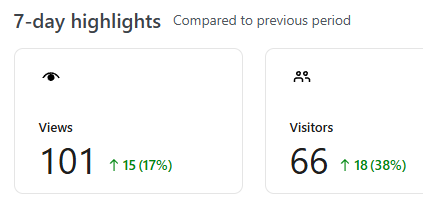 7-day highlights Compared to previous period
Views
101 ↑ 15 (17%)
Visitors
66 ↑ 18 (38%)